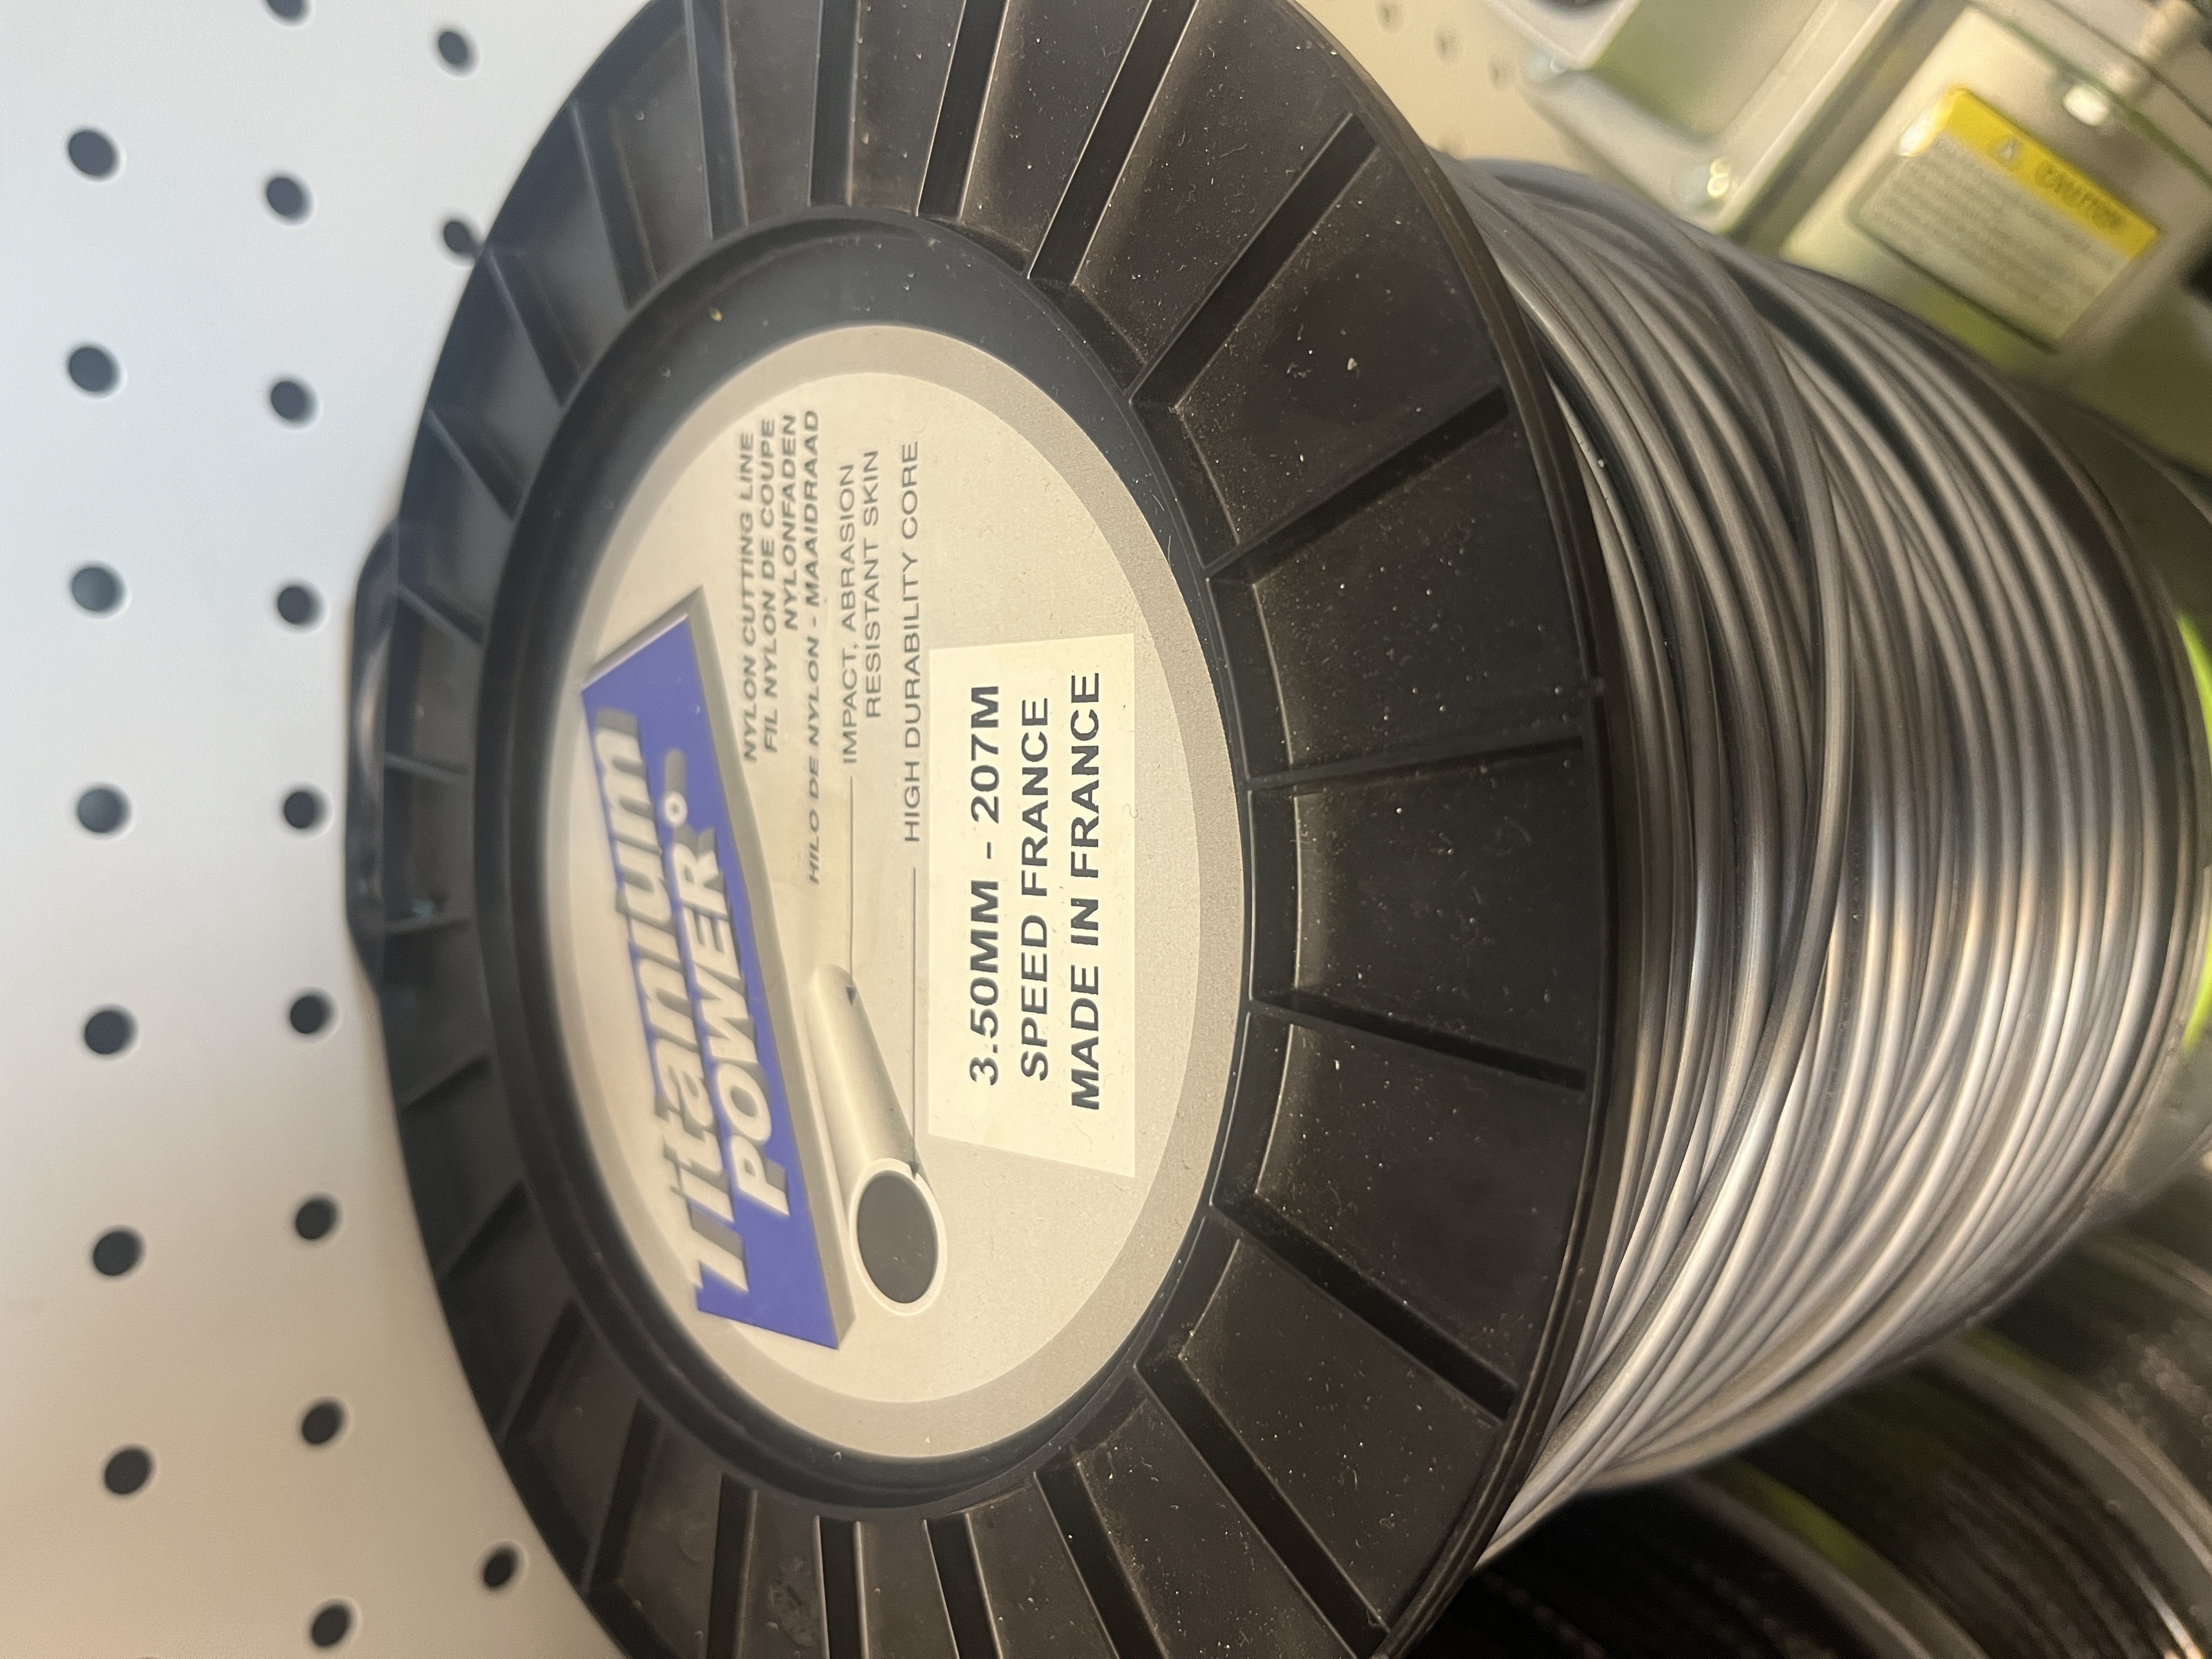 Titanium
POWER®
NYLON CUTTING LINE
FIL NYLON DE COUPE
NYLONFADEN
HILO DE NYLON - MAAIDRAAD
IMPACT, ABRASION
RESISTANT SKIN
HIGH DURABILITY CORE
3.50MM - 207M
SPEED FRANCE
MADE IN FRANCE
CAUTION